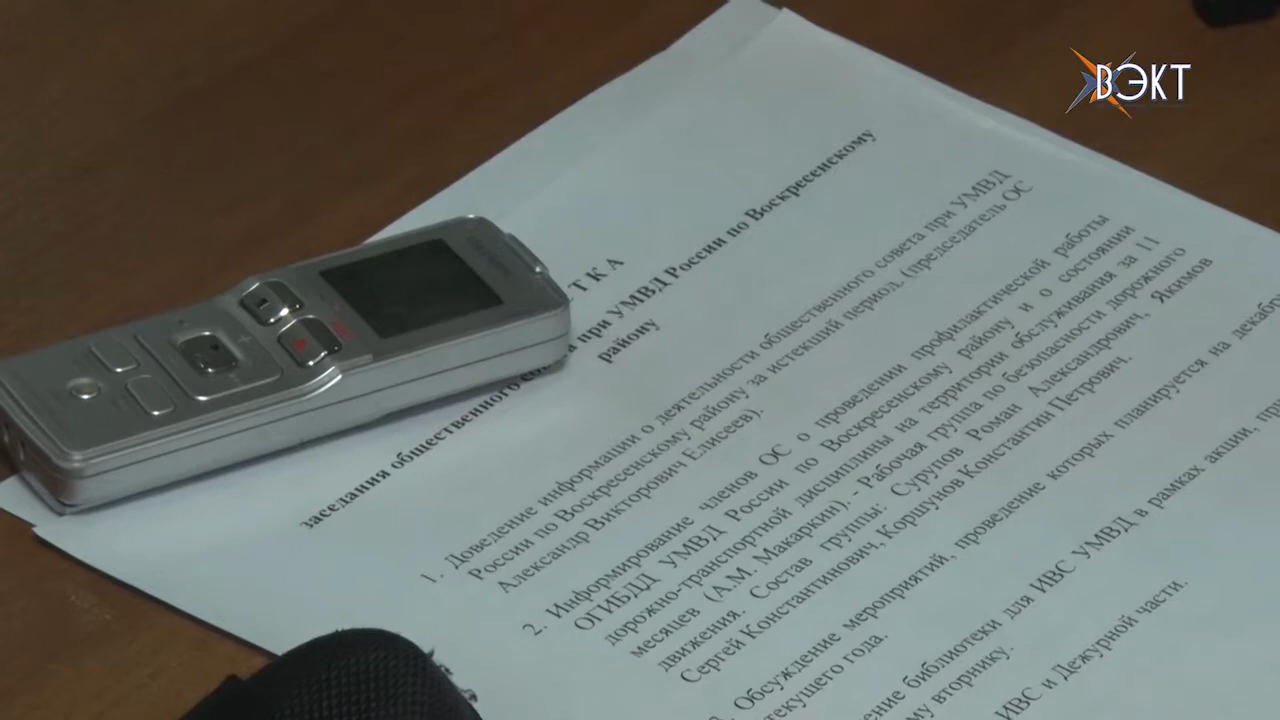 ВЭКТ
Т К А
заседания общественного при УМВД России по Воскресенскому
району
1. Доведение информации о деятельности общественного совета при УМВД
России по Воскресенскому району за истекший период. (председатель ОС
Александр Викторович Елисеев).
2. Информирование членов ОС о проведении профилактической работы
ОГИБДД УМВД России по Воскресенскому району и о состоянии
дорожно-транспортной дисциплины на территории обслуживания за 11
месяцев (А.М. Макаркин). - Рабочая группа по безопасности дорожного
движения. Состав группы: Сурупов Роман Александрович, Якимов
Сергей Константинович, Коршунов Константин Петрович.
Обсуждение мероприятий, проведение которых планируется на
текущего года.
библиотеки для ИВС УМВД в рамках акции,
вторнику.
ИВС и Дежурной части.